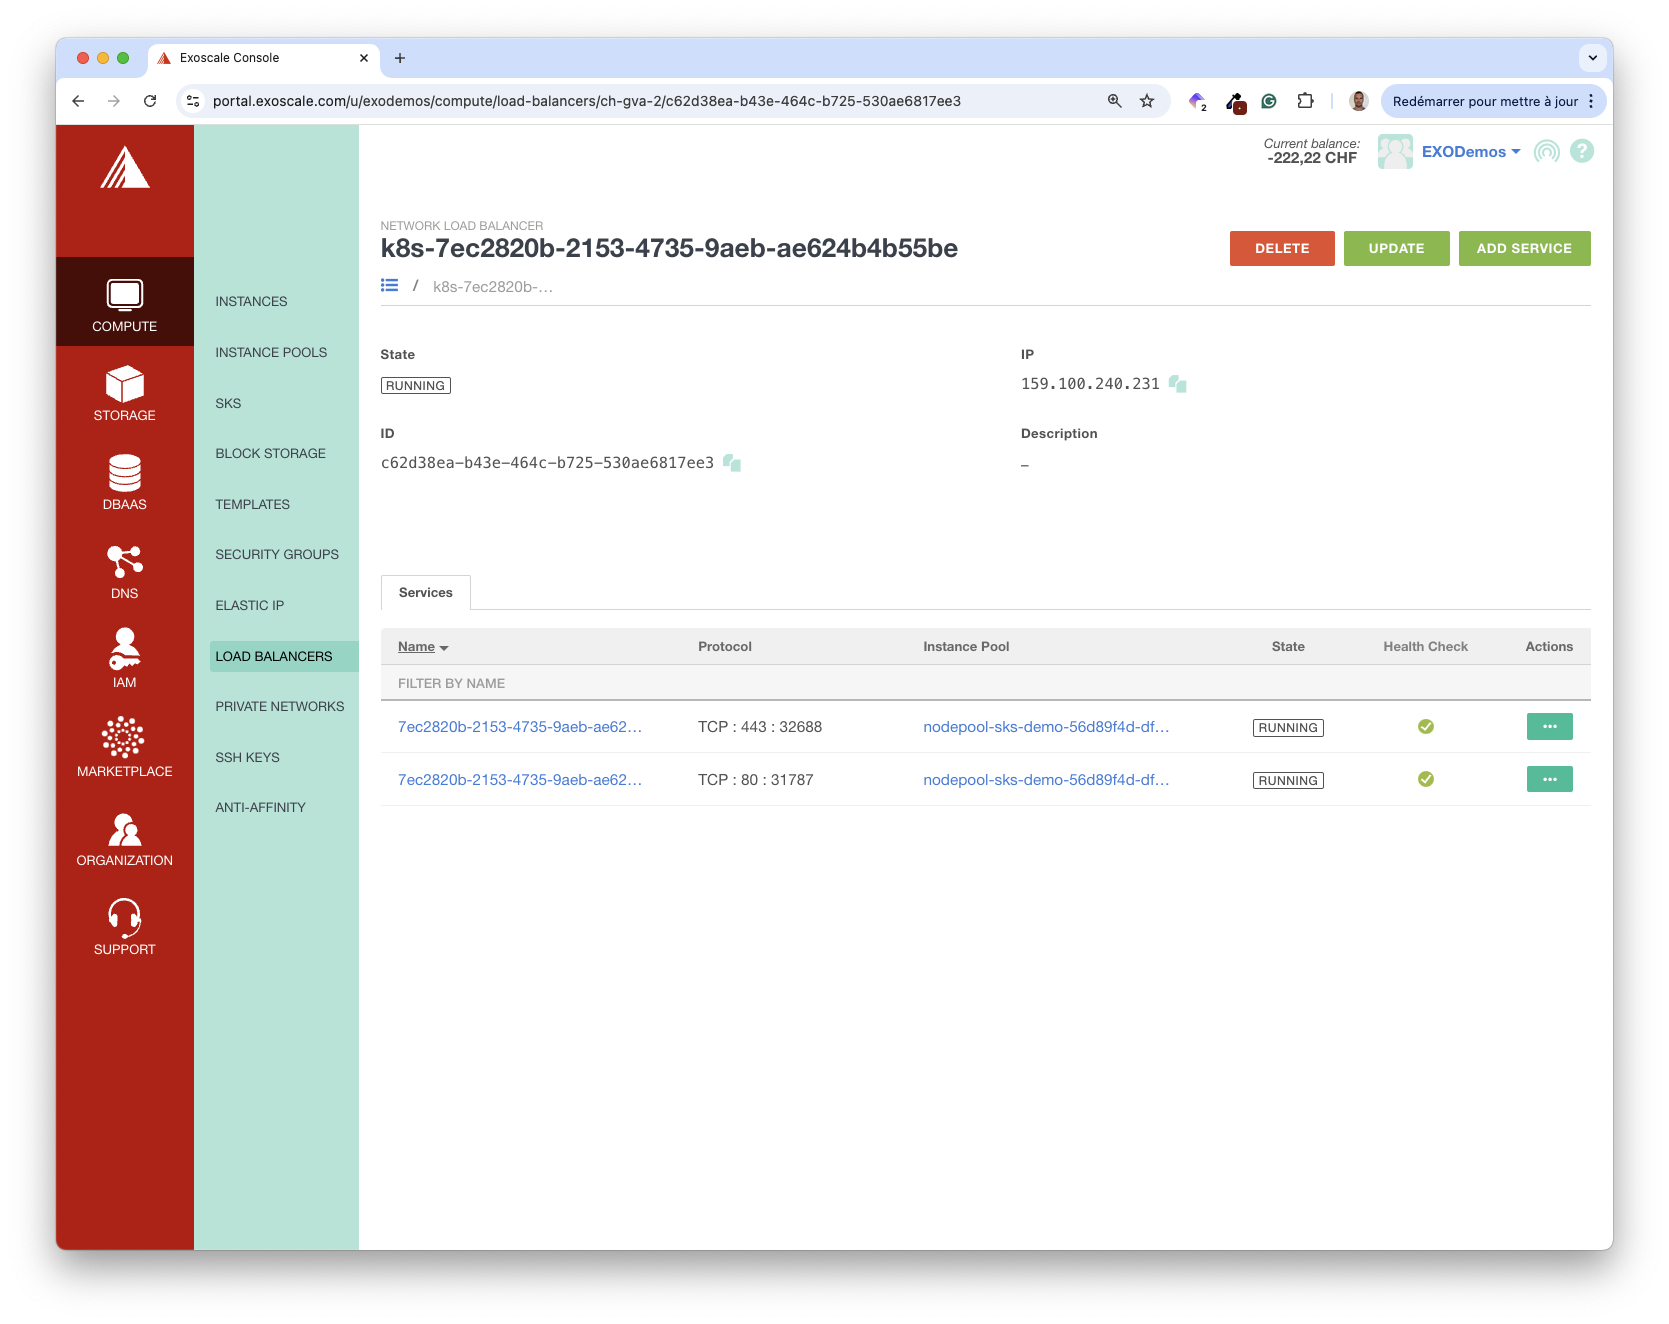 Exoscale Console
portal.exoscale.com/u/exodemos/compute/load-balancers/ch-gva-2/c62d38ea-b43e-464c-b725-530ae6817ee3
2
Redémarrer pour mettre à jour
Current balance:
-222,22 CHF
EXODemos
?
COMPUTE
STORAGE
DBAAS
DNS
IAM
MARKETPLACE
ORGANIZATION
SUPPORT
INSTANCES
INSTANCE POOLS
SKS
BLOCK STORAGE
TEMPLATES
SECURITY GROUPS
ELASTIC IP
LOAD BALANCERS
PRIVATE NETWORKS
SSH KEYS
ANTI-AFFINITY
NETWORK LOAD BALANCER
k8s-7ec2820b-2153-4735-9aeb-ae624b4b55be
DELETE UPDATE ADD SERVICE
/ k8s-7ec2820b-...
State
RUNNING
IP
159.100.240.231
ID
c62d38ea-b43e-464c-b725-530ae6817ee3
Description
–
Services
Name Protocol Instance Pool State Health Check Actions
FILTER BY NAME
7ec2820b-2153-4735-9aeb-ae62... TCP : 443 : 32688 nodepool-sks-demo-56d89f4d-df... RUNNING ...
7ec2820b-2153-4735-9aeb-ae62... TCP : 80 : 31787 nodepool-sks-demo-56d89f4d-df... RUNNING ...